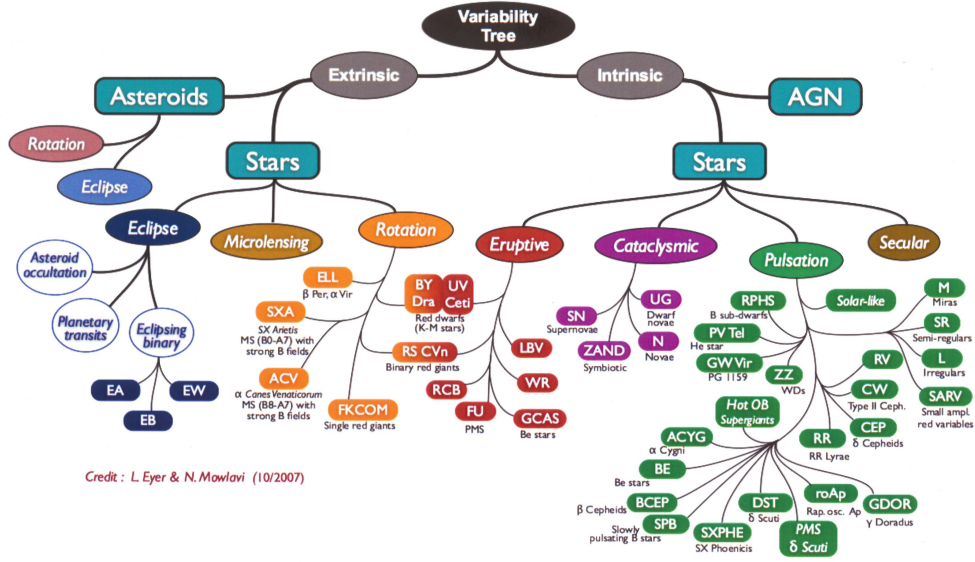 Variability
Tree
Extrinsic
Intrinsic
Asteroids
AGN
Rotation
Eclipse
Stars
Stars
Eclipse
Microlensing
Rotation
Eruptive
Cataclysmic
Pulsation
Secular
Asteroid
occultation
Planetary
transits
Eclipsing
binary
EA
EB
EW
ELL
β Per, α Vir
SXA
SX Arietis
MS (B0-A7) with
strong B fields
ACV
α Canes Venaticorum
MS (B8-A7) with
strong B fields
FKCOM
Single red giants
BY
Dra
UV
Ceti
Red dwarfs
(K-M stars)
RS CVn
Binary red giants
LBV
WR
RCB
FU
PMS
GCAS
Be stars
SN
Supernovae
UG
Dwarf
novae
ZAND
Symbiotic
N
Novae
RPHS
B sub-dwarfs
Solar-like
PV Tel
He star
GW Vir
PG 1159
ZZ
WDs
M
Miras
SR
Semi-regulars
L
Irregulars
SARV
Small ampl.
red variables
RV
CW
Type II Ceph.
CEP
δ Cepheids
RR
RR Lyrae
Hot OB
Supergiants
ACYG
α Cygni
BE
Be stars
BCEP
β Cepheids
SPB
Slowly
pulsating B stars
SXPHE
SX Phoenicis
DST
δ Scuti
PMS
δ Scuti
roAp
Rap. osc. Ap
GDOR
γ Doradus
Credit : L. Eyer & N. Mowlavi (10/2007)